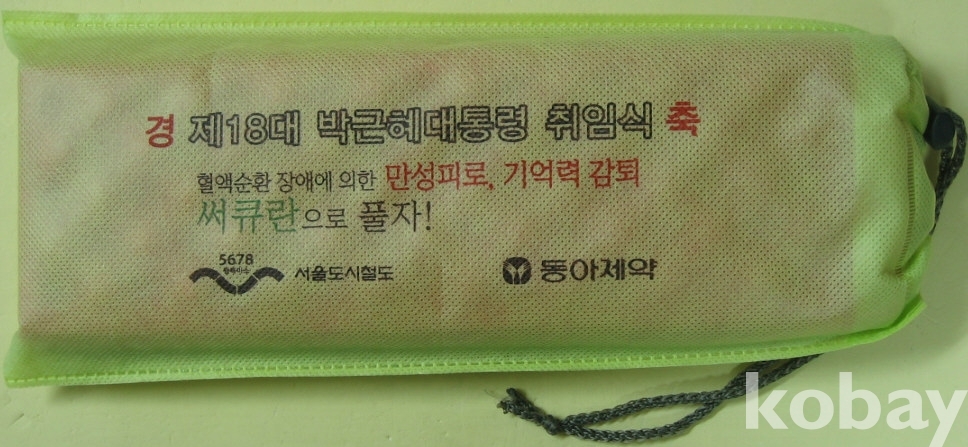 경 제18대 박근혜대통령 취임식 축
혈액순환 장애에 의한 만성피로, 기억력 감퇴
써큐란으로 풀자!
5678
서울도시철도
동아제약
kobay